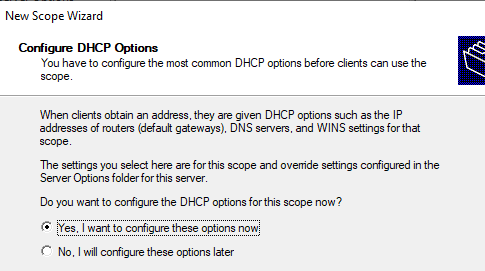 New Scope Wizard
Configure DHCP Options
You have to configure the most common DHCP options before clients can use the
scope.
When clients obtain an address, they are given DHCP options such as the IP
addresses of routers (default gateways), DNS servers, and WINS settings for that
scope.
The settings you select here are for this scope and override settings configured in the
Server Options folder for this server.
Do you want to configure the DHCP options for this scope now?
Yes, I want to configure these options now
No, I will configure these options later